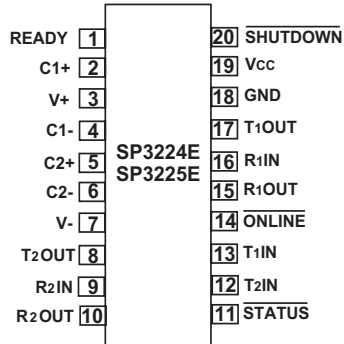 READY 1
C1+ 2
V+ 3
C1- 4
C2+ 5
C2- 6
V- 7
T2OUT 8
R2IN 9
R2OUT 10
SP3224E
SP3225E
20 SHUTDOWN
19 VCC
18 GND
17 T1OUT
16 R1IN
15 R1OUT
14 ONLINE
13 T1IN
12 T2IN
11 STATUS